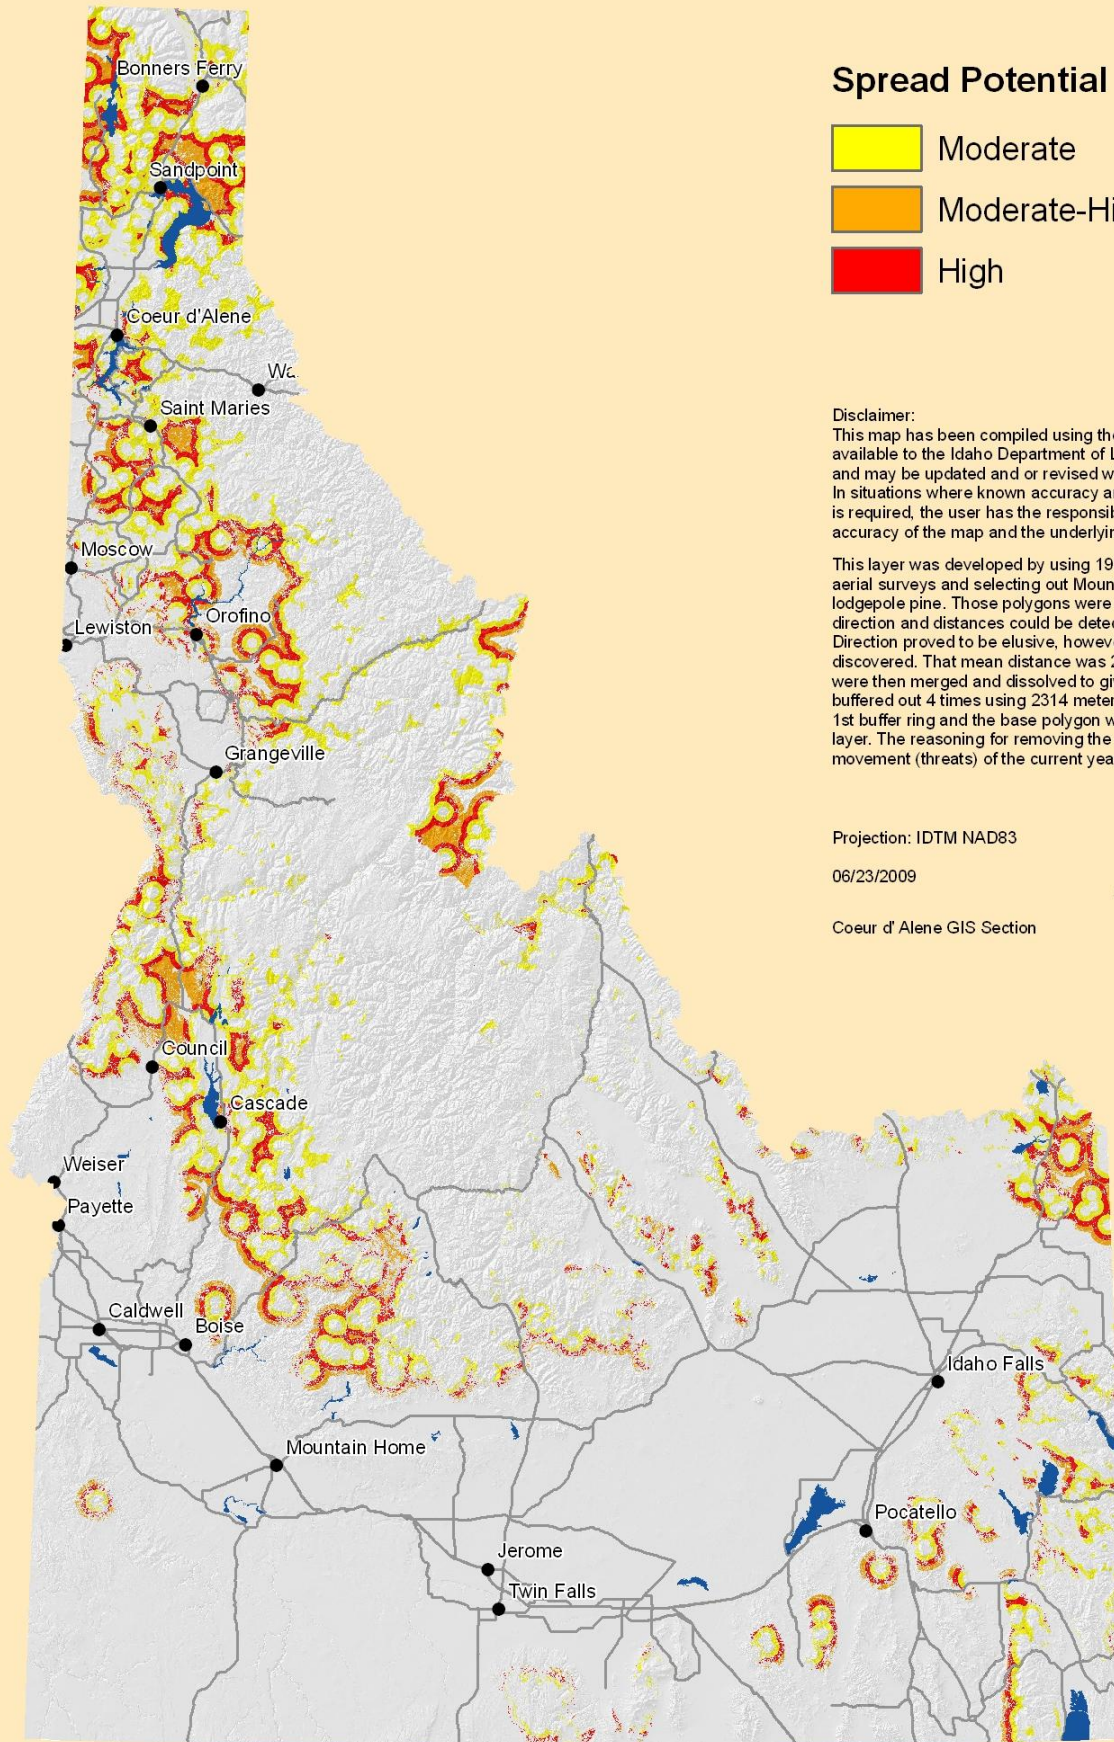 Spread Potential
Moderate
Moderate-Hi
High
Bonners Ferry
Sandpoint
Coeur d'Alene
Wa
Saint Maries
Moscow
Orofino
Lewiston
Grangeville
Council
Cascade
Weiser
Payette
Caldwell
Boise
Idaho Falls
Mountain Home
Pocatello
Jerome
Twin Falls
Disclaimer:
This map has been compiled using the
available to the Idaho Department of L
and may be updated and or revised w
In situations where known accuracy a
is required, the user has the responsib
accuracy of the map and the underlyin
This layer was developed by using 19
aerial surveys and selecting out Moun
lodgepole pine. Those polygons were
direction and distances could be detec
Direction proved to be elusive, howev
discovered. That mean distance was 2
were then merged and dissolved to gi
buffered out 4 times using 2314 meter
1st buffer ring and the base polygon w
layer. The reasoning for removing the
movement (threats) of the current yea
Projection: IDTM NAD83
06/23/2009
Coeur d' Alene GIS Section